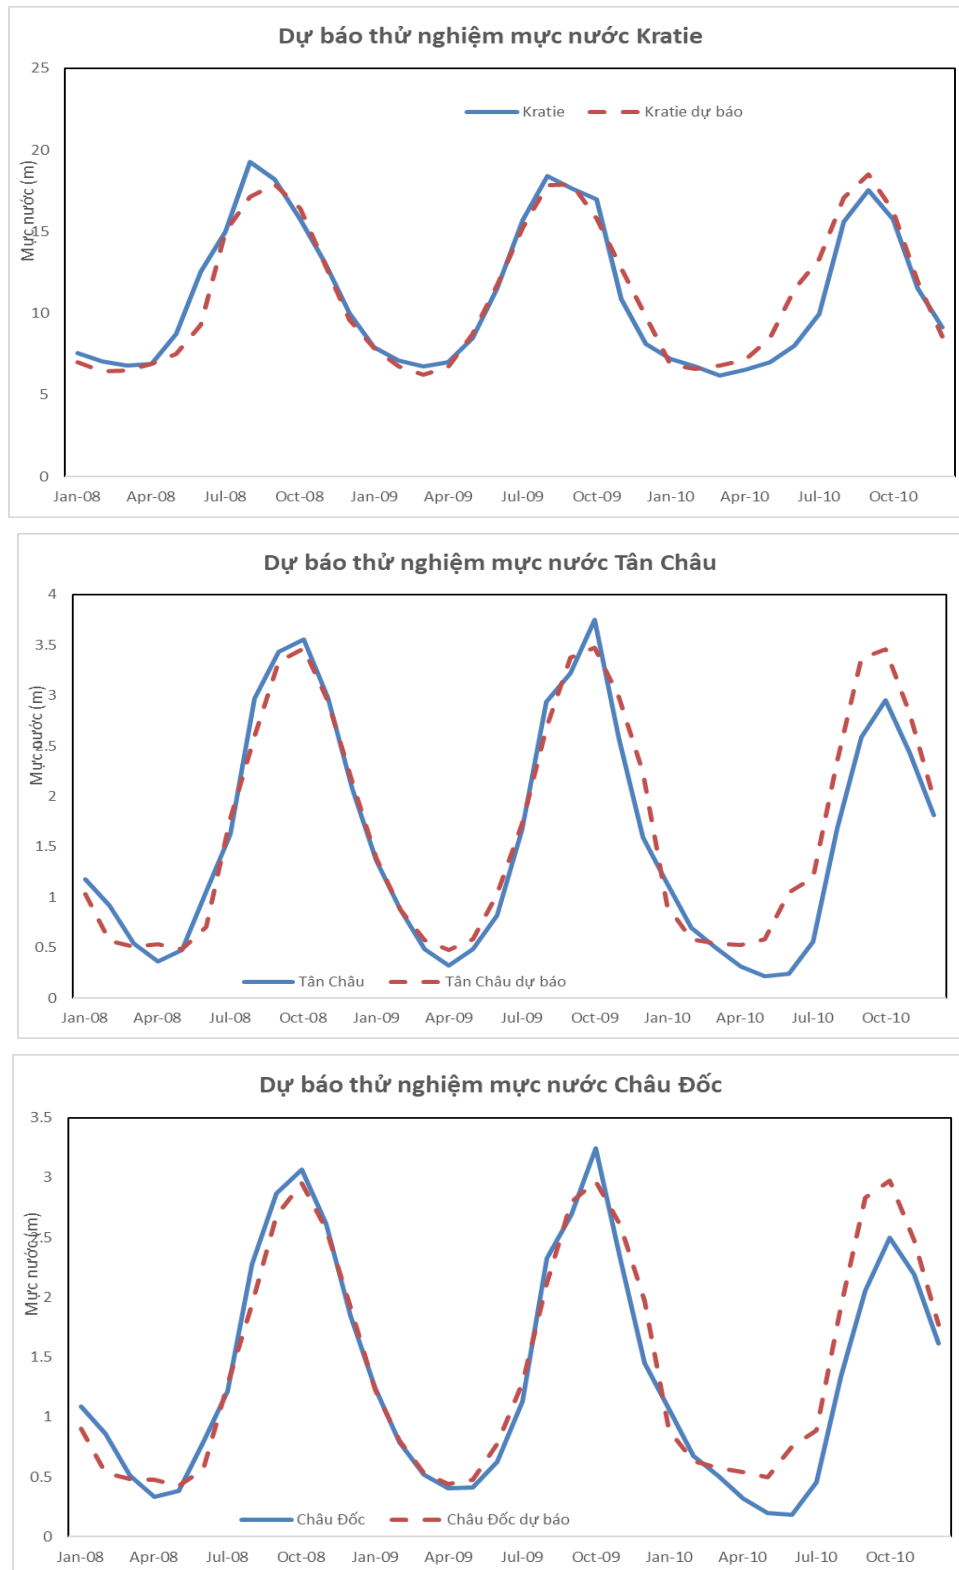 Dự báo thử nghiệm mực nước Kratie
25
20
15
10
5
0
Mực nước (m)
Kratie
Kratie dự báo
Jan-08 Apr-08 Jul-08 Oct-08 Jan-09 Apr-09 Jul-09 Oct-09 Jan-10 Apr-10 Jul-10 Oct-10
Dự báo thử nghiệm mực nước Tân Châu
4
3.5
3
2.5
2
1.5
1
0.5
0
Mực nước (m)
Tân Châu
Tân Châu dự báo
Jan-08 Apr-08 Jul-08 Oct-08 Jan-09 Apr-09 Jul-09 Oct-09 Jan-10 Apr-10 Jul-10 Oct-10
Dự báo thử nghiệm mực nước Châu Đốc
3.5
3
2.5
2
1.5
1
0.5
0
Mực nước (m)
Châu Đốc
Châu Đốc dự báo
Jan-08 Apr-08 Jul-08 Oct-08 Jan-09 Apr-09 Jul-09 Oct-09 Jan-10 Apr-10 Jul-10 Oct-10